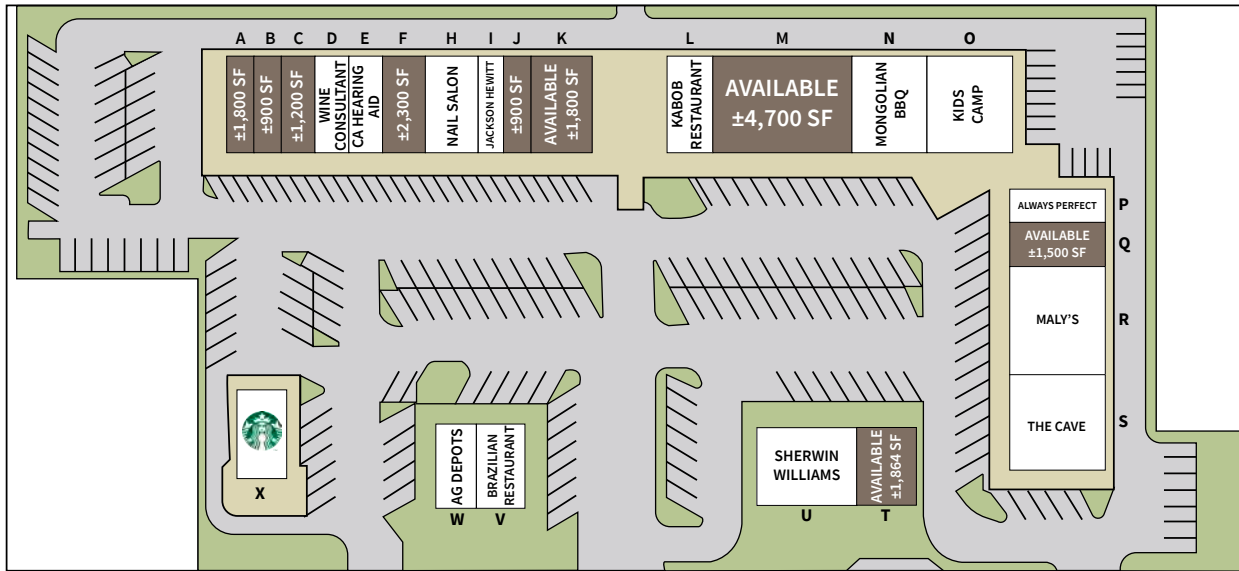 A B C D E F H I J K L M N O
±1,800 SF
±900 SF
±1,200 SF
WINE
CONSULTANT
CA HEARING
AID
±2,300 SF
NAIL SALON
JACKSON HEWITT
±900 SF
AVAILABLE
±1,800 SF
KABOB
RESTAURANT
AVAILABLE
±4,700 SF
MONGOLIAN
BBQ
KIDS
CAMP
ALWAYS PERFECT
P
AVAILABLE
±1,500 SF
Q
MALY'S
R
THE CAVE
S
X
AG DEPOTS
BRAZILIAN
RESTAURANT
W V
SHERWIN
WILLIAMS
AVAILABLE
±1,864 SF
U T